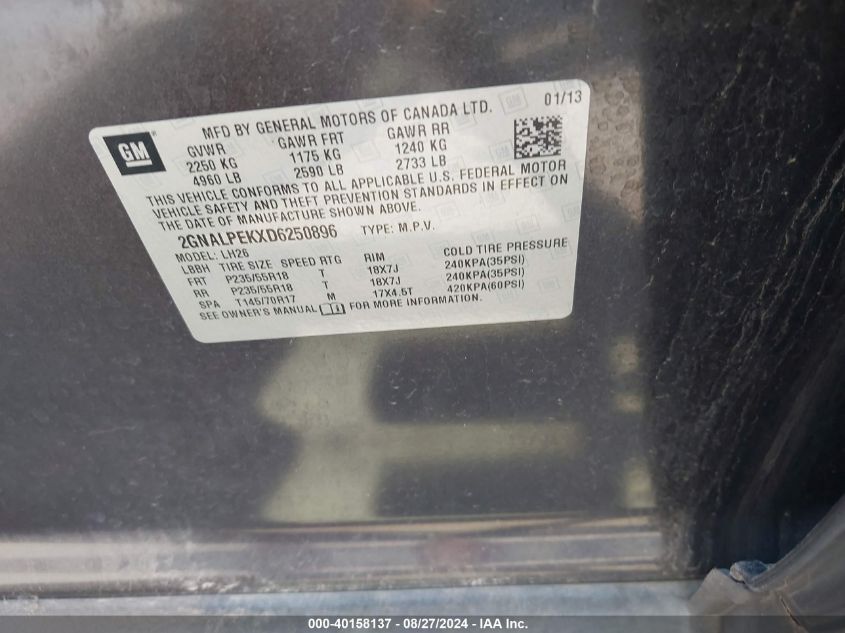 GM
MFD BY GENERAL MOTORS OF CANADA LTD. 01/13
GVWR GAWR FRT GAWR RR
2250 KG 1175 KG 1240 KG
4960 LB 2590 LB 2733 LB
THIS VEHICLE CONFORMS TO ALL APPLICABLE U.S. FEDERAL MOTOR
VEHICLE SAFETY AND THEFT PREVENTION STANDARDS IN EFFECT ON
THE DATE OF MANUFACTURE SHOWN ABOVE.
2GNALPEKXD6250896 TYPE: M.P.V.
MODEL: LH26
LBBH TIRE SIZE SPEED RTG RIM COLD TIRE PRESSURE
FRT P235/55R18 T 18X7J 240KPA(35PSI)
RR P235/55R18 T 18X7J 240KPA(35PSI)
SPA T145/70R17 M 17X4.5T 420KPA(60PSI)
SEE OWNER'S MANUAL FOR MORE INFORMATION.
000-40158137 - 08/27/2024 - IAA Inc.